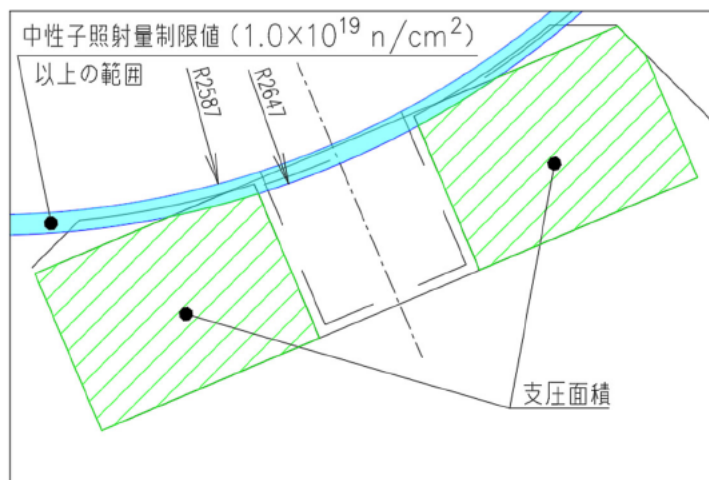 中性子照射量制限値(1.0×10¹⁹ n/cm²)
以上の範囲
R2587
R2647
支圧面積